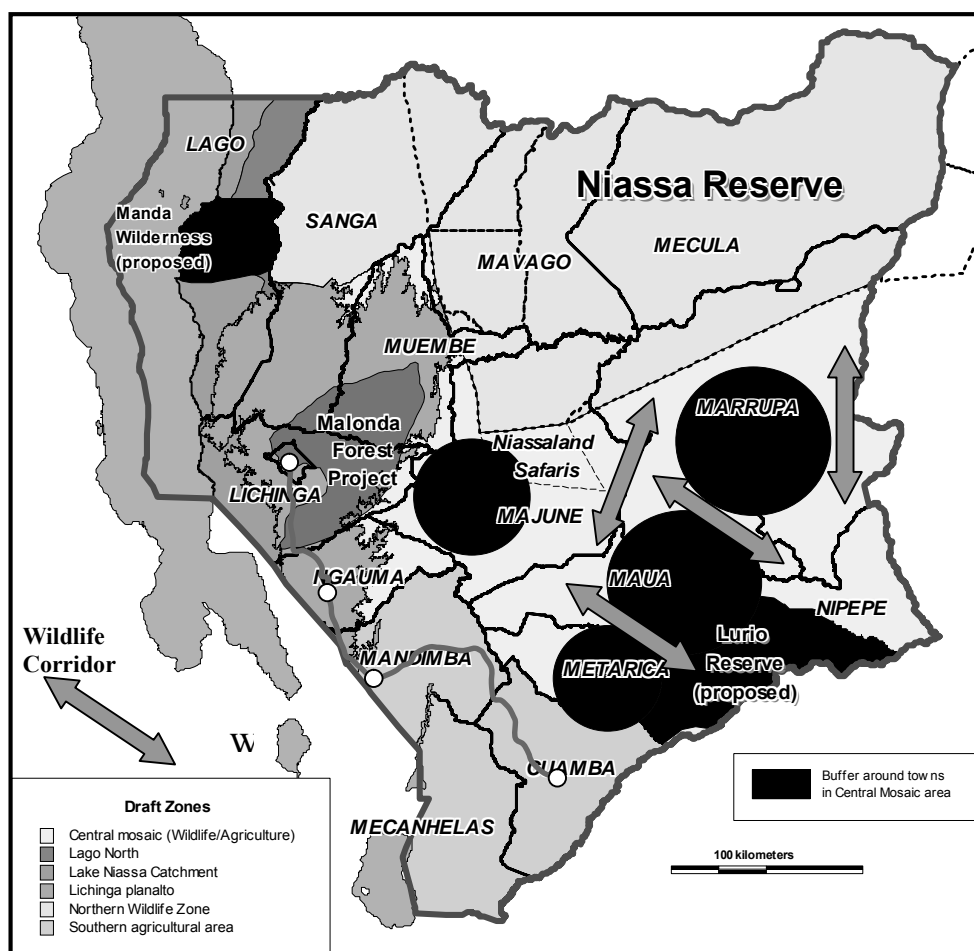 LAGO
Niassa Reserve
Manda
Wilderness
(proposed)
SANGA
MECULA
MAVAGO
MUEMBE
MARRUPA
Malonda
Forest
Project
Niassaland
Safaris
LICHINGA
MAJUNE
N'GAUMA
MAUA
NIPEPE
Wildlife
Corridor
MANDIMBA
METARICA
Lurio
Reserve
(proposed)
W
CUAMBA
MECANHELAS
Buffer around towns
in Central Mosaic area
100 kilometers
Draft Zones
Central mosaic (Wildlife/Agriculture)
Lago North
Lake Niassa Catchment
Lichinga planalto
Northern Wildlife Zone
Southern agricultural area